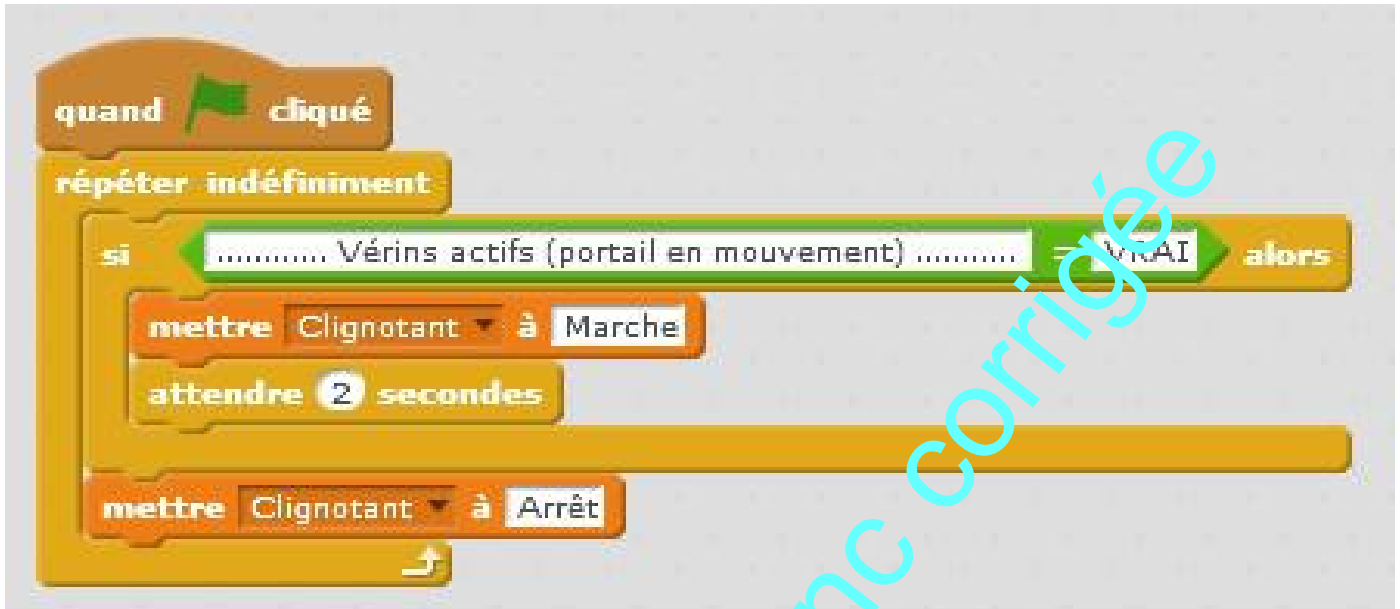 quand cliqué
répéter indéfiniment
si ............ Vérins actifs (portail en mouvement) ........... = VRAI alors
mettre Clignotant à Marche
attendre 2 secondes
mettre Clignotant à Arrêt
nc corrigée